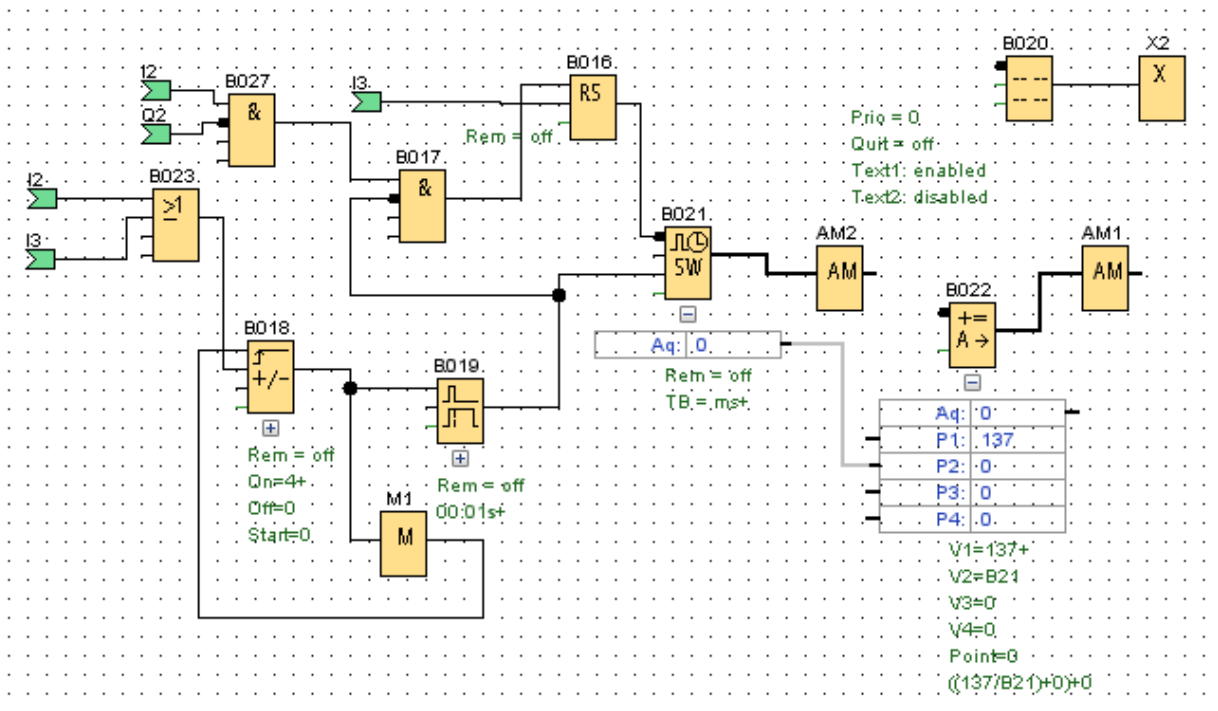 B020
X2
X
I2
B027
&
Q2
I3
B016
RS
Rem = off
Prio = 0
Quit = off
Text1: enabled
Text2: disabled
B017
&
I2
B023
≥1
I3
B021
SW
AM2
AM
AM1
AM
B022
+=
A →
Aq: 0
Rem = off
TB = ms+
B018
+/-
Rem = off
On=4+
Off=0
Start=0
B019
Rem = off
00:01s+
M1
M
Aq: 0
P1: 137
P2: 0
P3: 0
P4: 0
V1=137+
V2=B21
V3=0
V4=0
Point=0
((137/B21)+0)+0